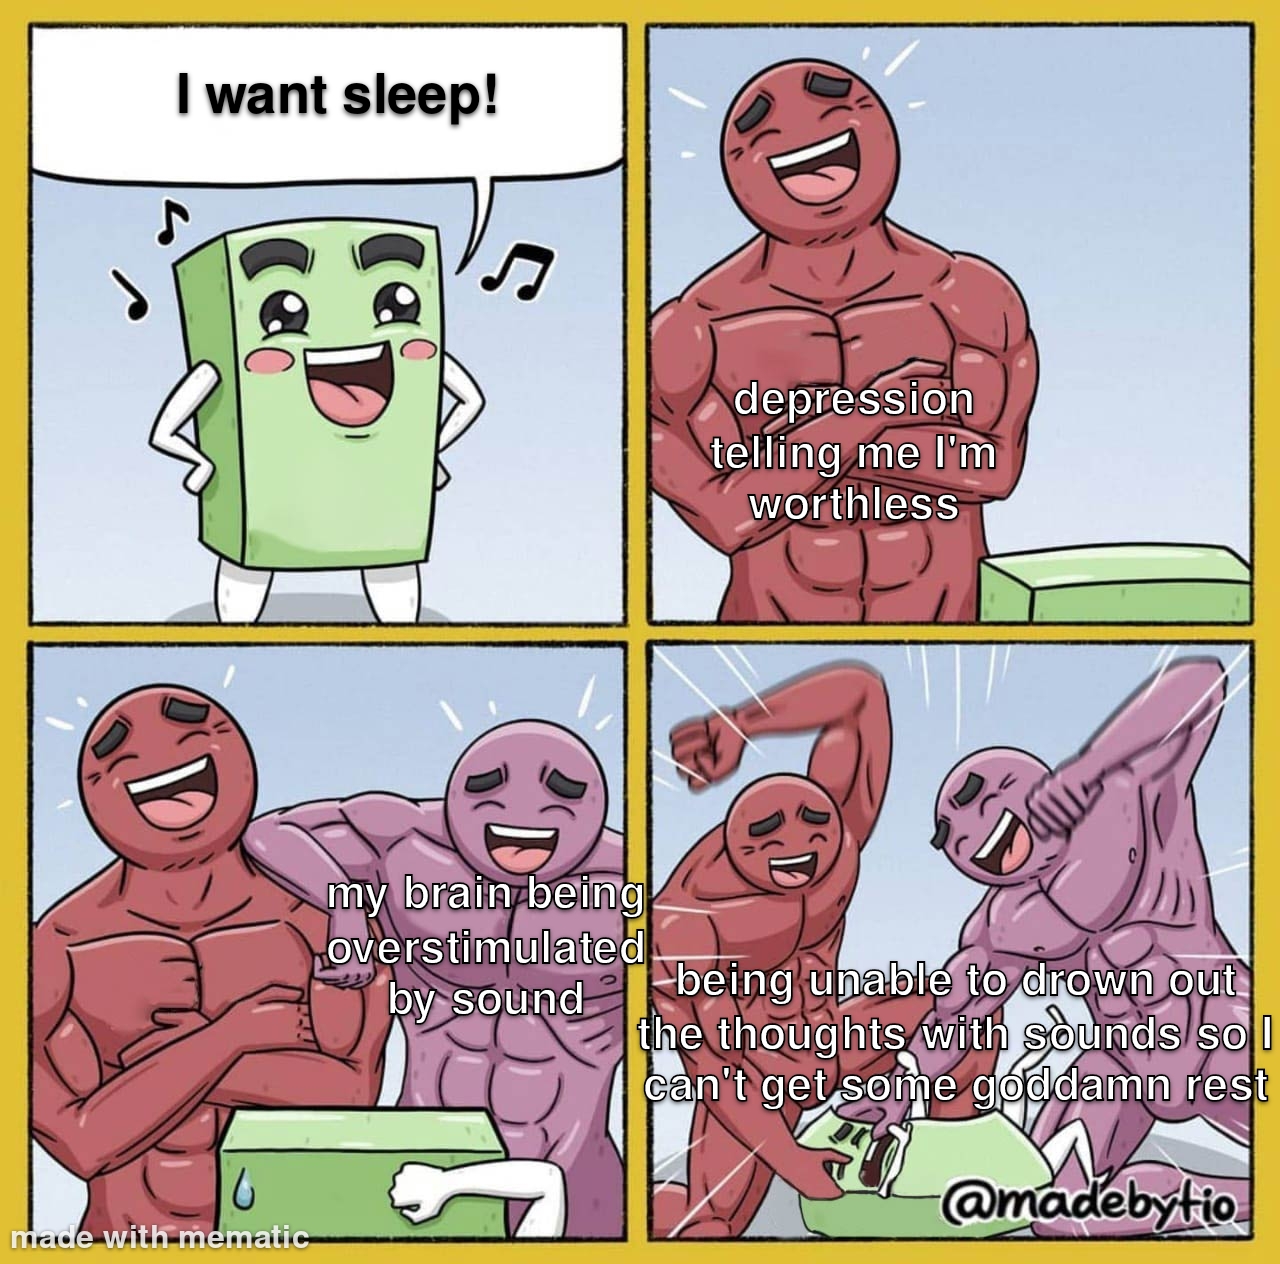 I want sleep!
depression
telling me I'm
worthless
my brain being
overstimulated
by sound
being unable to drown out
the thoughts with sounds so I
can't get some goddamn rest
@madebytio
made with mematic